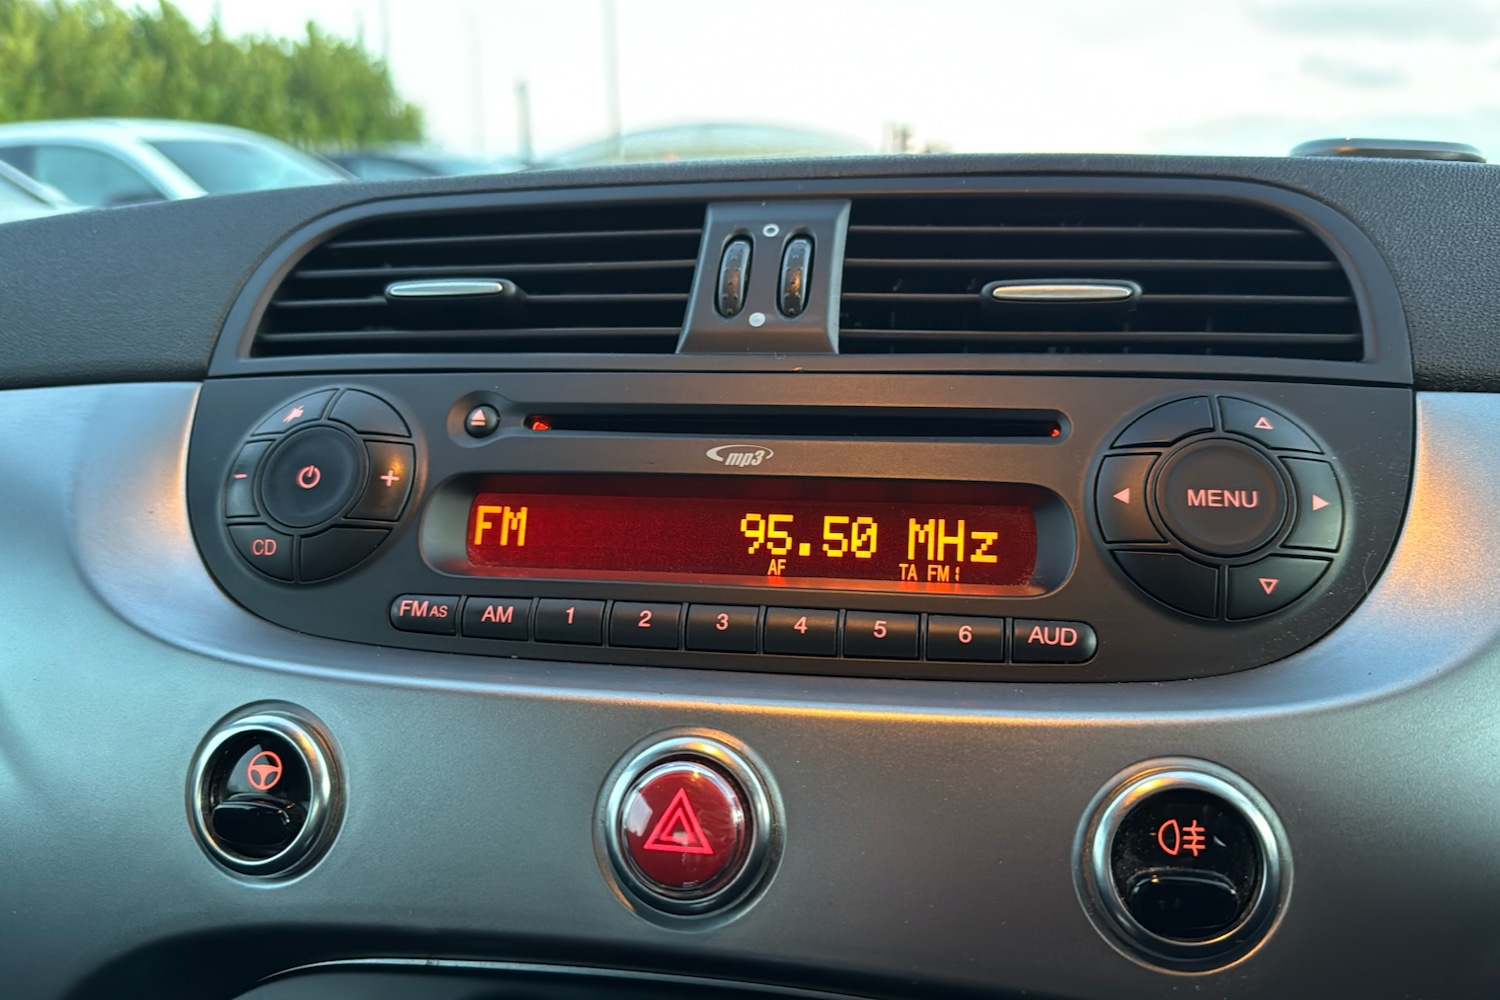 mp3
FM 95.50 MHz
AF TA FM1
CD
MENU
FM AS AM 1 2 3 4 5 6 AUD